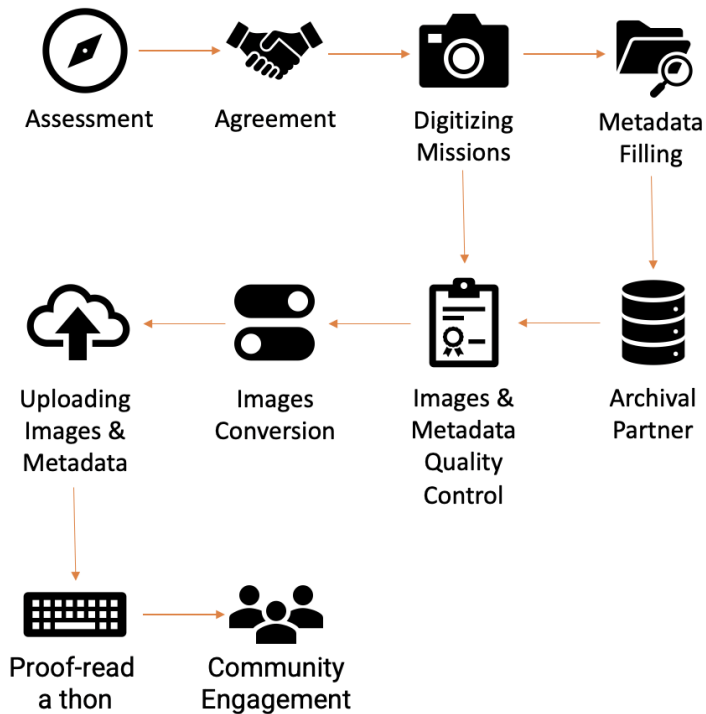 Assessment
Agreement
Digitizing
Missions
Metadata
Filling
Uploading
Images &
Metadata
Images
Conversion
Images &
Metadata
Quality
Control
Archival
Partner
Proof-read
a thon
Community
Engagement